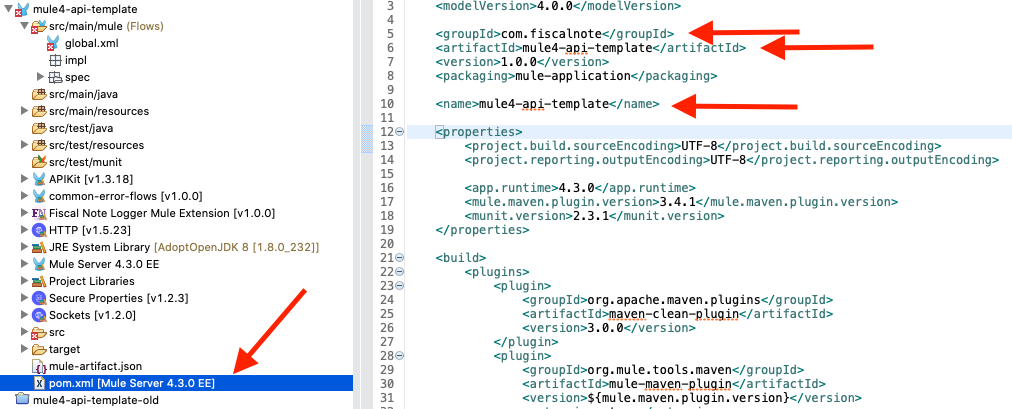 mule4-api-template
src/main/mule (Flows)
global.xml
impl
spec
src/main/java
src/main/resources
src/test/java
src/test/resources
src/test/munit
APIKit [v1.3.18]
common-error-flows [v1.0.0]
Fiscal Note Logger Mule Extension [v1.0.0]
HTTP [v1.5.23]
JRE System Library [AdoptOpenJDK 8 [1.8.0_232]]
Mule Server 4.3.0 EE
Project Libraries
Secure Properties [v1.2.3]
Sockets [v1.2.0]
src
target
mule-artifact.json
pom.xml [Mule Server 4.3.0 EE]
mule4-api-template-old
3 <modelVersion>4.0.0</modelVersion>
4
5 <groupId>com.fiscalnote</groupId>
6 <artifactId>mule4-api-template</artifactId>
7 <version>1.0.0</version>
8 <packaging>mule-application</packaging>
9
10 <name>mule4-api-template</name>
11
12 <properties>
13 <project.build.sourceEncoding>UTF-8</project.build.sourceEncoding>
14 <project.reporting.outputEncoding>UTF-8</project.reporting.outputEncoding>
15
16 <app.runtime>4.3.0</app.runtime>
17 <mule.maven.plugin.version>3.4.1</mule.maven.plugin.version>
18 <munit.version>2.3.1</munit.version>
19 </properties>
20
21 <build>
22 <plugins>
23 <plugin>
24 <groupId>org.apache.maven.plugins</groupId>
25 <artifactId>maven-clean-plugin</artifactId>
26 <version>3.0.0</version>
27 </plugin>
28 <plugin>
29 <groupId>org.mule.tools.maven</groupId>
30 <artifactId>mule-maven-plugin</artifactId>
31 <version>${mule.maven.plugin.version}</version>